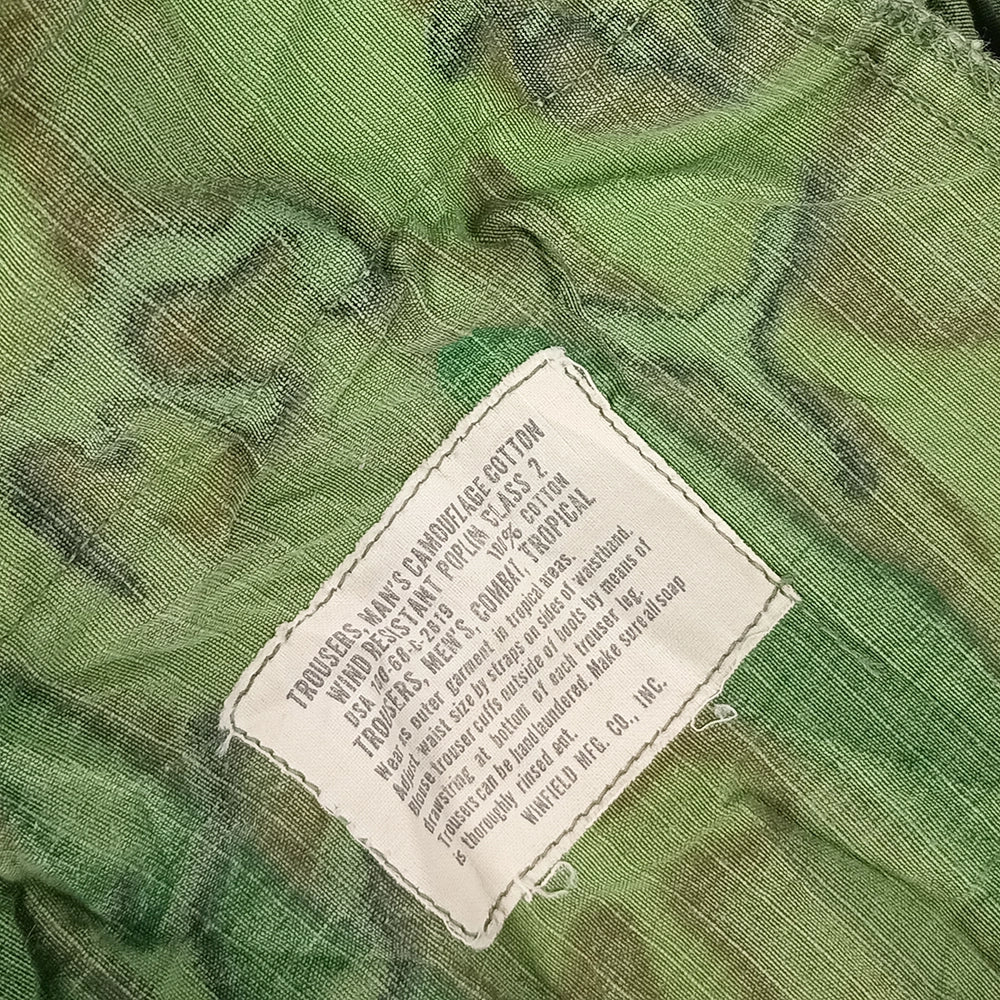 TROUSERS, MAN'S CAMOUFLAGE COTTON
WIND RESISTANT POPLIN CLASS 2.
DSA 100-68-C-2819 100% COTTON
TROUSERS, MEN'S, COMBAT, TROPICAL
Wear as outer garment in tropical areas.
Adjust waist size by straps on sides of waistband.
Blouse trouser cuffs outside of boots by means of
drawstring at bottom of each trouser leg.
Trousers can be hand laundered. Make sure all soap
is thoroughly rinsed out.
WINFIELD MFG. CO., INC.